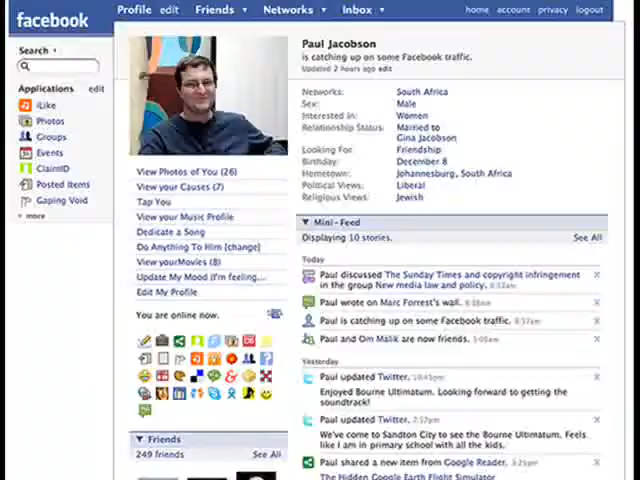 facebook
Profile edit Friends Networks Inbox home account privacy logout
Search
Applications edit
iLike
Photos
Groups
Events
ClaimID
Posted Items
Gaping Void
more
View Photos of You (26)
View your Causes (7)
Tap You
View your Music Profile
Dedicate a Song
Do Anything To Him [change]
View yourMovies (8)
Update My Mood (I'm feeling...
Edit My Profile
You are online now.
Friends
249 friends See All
Paul Jacobson
is catching up on some Facebook traffic.
Updated 2 hours ago edit
Networks: South Africa
Sex: Male
Interested in: Women
Relationship Status: Married to
Gina Jacobson
Looking For: Friendship
Birthday: December 8
Hometown: Johannesburg, South Africa
Political Views: Liberal
Religious Views: Jewish
Mini-Feed
Displaying 10 stories. See All
Today
Paul discussed The Sunday Times and copyright infringement
in the group New media law and policy.
Paul wrote on Marc Forrest's wall.
Paul is catching up on some Facebook traffic.
Paul and Om Malik are now friends.
Yesterday
Paul updated Twitter. 10:45pm
Enjoyed Bourne Ultimatum. Looking forward to getting the
soundtrack!
Paul updated Twitter.
We've come to Sandton City to see the Bourne Ultimatum. Feels
like I am in primary school with all the kids.
Paul shared a new item from Google Reader. 3:25pm
The Hidden Google Earth Flight Simulator